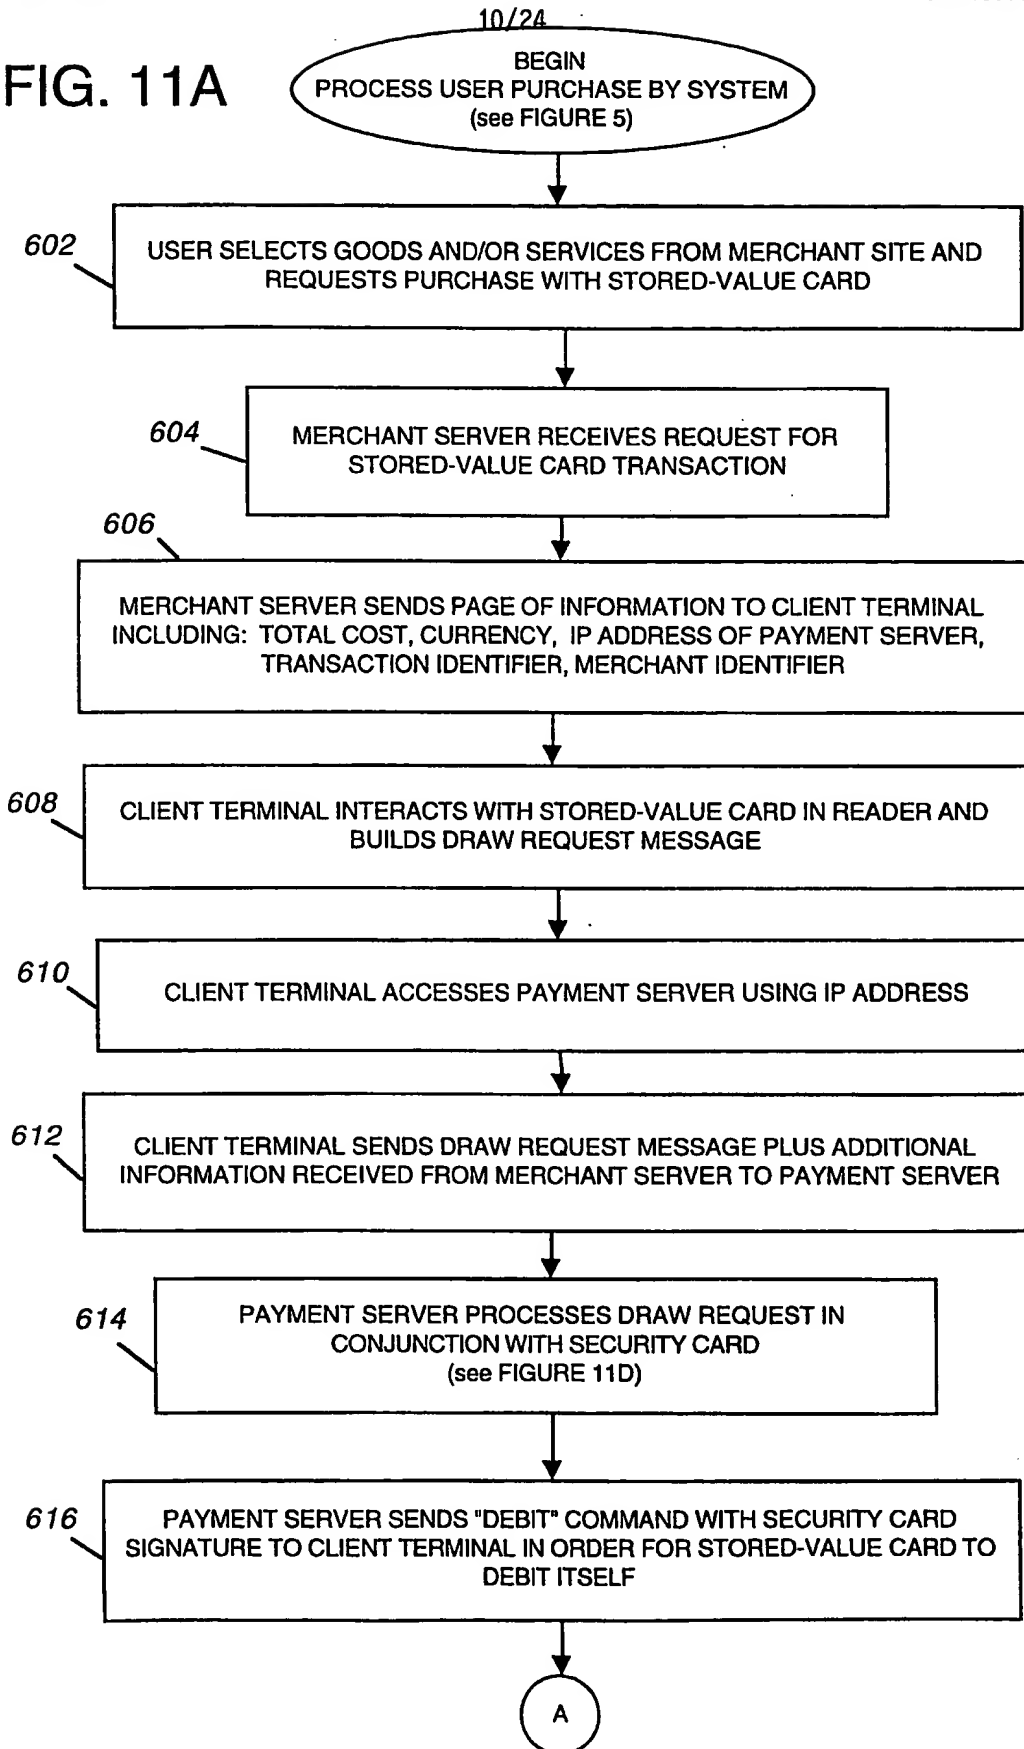 10/24
FIG. 11A
BEGIN
PROCESS USER PURCHASE BY SYSTEM
(see FIGURE 5)
602
USER SELECTS GOODS AND/OR SERVICES FROM MERCHANT SITE AND
REQUESTS PURCHASE WITH STORED-VALUE CARD
604
MERCHANT SERVER RECEIVES REQUEST FOR
STORED-VALUE CARD TRANSACTION
606
MERCHANT SERVER SENDS PAGE OF INFORMATION TO CLIENT TERMINAL
INCLUDING: TOTAL COST, CURRENCY, IP ADDRESS OF PAYMENT SERVER,
TRANSACTION IDENTIFIER, MERCHANT IDENTIFIER
608
CLIENT TERMINAL INTERACTS WITH STORED-VALUE CARD IN READER AND
BUILDS DRAW REQUEST MESSAGE
610
CLIENT TERMINAL ACCESSES PAYMENT SERVER USING IP ADDRESS
612
CLIENT TERMINAL SENDS DRAW REQUEST MESSAGE PLUS ADDITIONAL
INFORMATION RECEIVED FROM MERCHANT SERVER TO PAYMENT SERVER
614
PAYMENT SERVER PROCESSES DRAW REQUEST IN
CONJUNCTION WITH SECURITY CARD
(see FIGURE 11D)
616
PAYMENT SERVER SENDS "DEBIT" COMMAND WITH SECURITY CARD
SIGNATURE TO CLIENT TERMINAL IN ORDER FOR STORED-VALUE CARD TO
DEBIT ITSELF
A